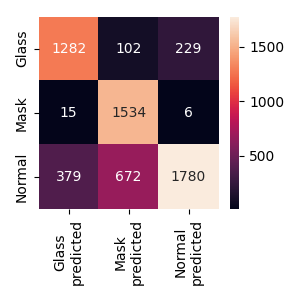 Glass
1282 102 229
1500
Mask
15 1534 6
1000
Normal
379 672 1780
500
Glass
predicted
Mask
predicted
Normal
predicted